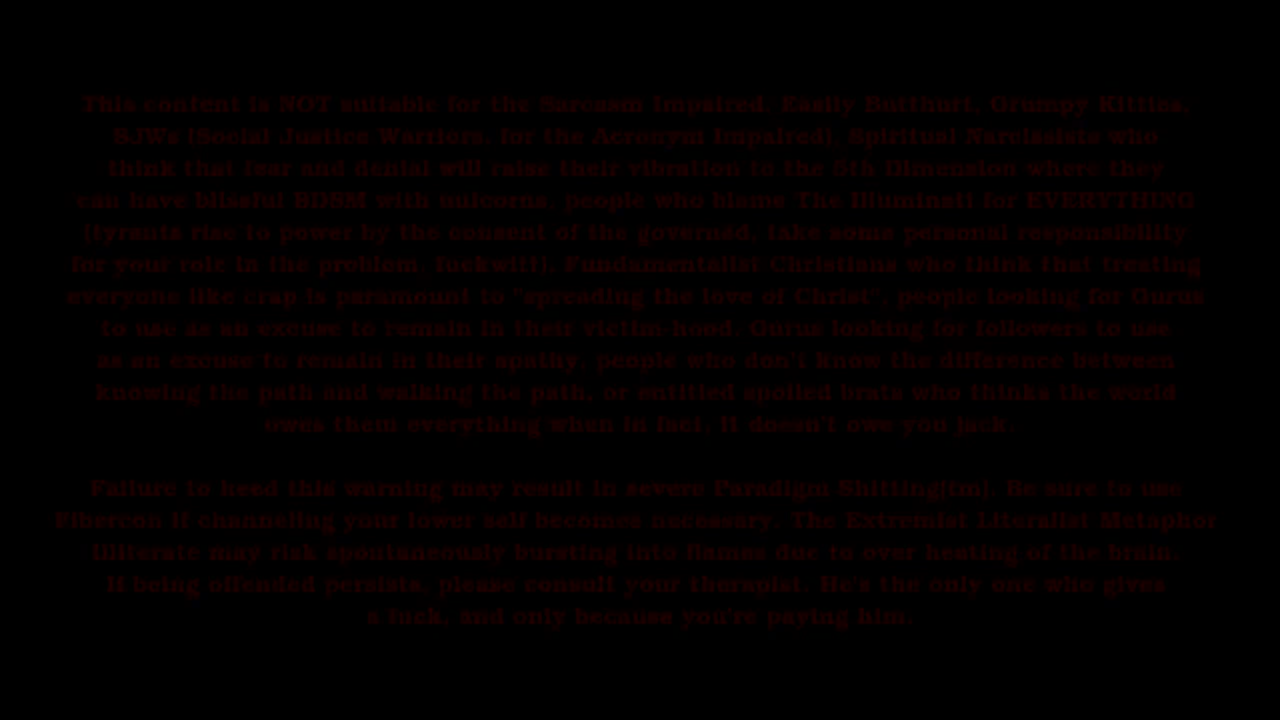 This content is NOT suitable for the Sarcasm Impaired, Easily Butthurt, Grumpy Kitties,
SJWs (Social Justice Warriors, for the Acronym Impaired), Spiritual Narcissists who
think that fear and denial will raise their vibration to the 5th Dimension where they
can have blissful BDSM with unicorns, people who blame The Illuminati for EVERYTHING
(tyrants rise to power by the consent of the governed, take some personal responsibility
for your role in the problem, fuckwit!), Fundamentalist Christians who think that treating
everyone like crap is paramount to "spreading the love of Christ", people looking for Gurus
to use as an excuse to remain in their victim-hood, Gurus looking for followers to use
as an excuse to remain in their apathy, people who don't know the difference between
knowing the path and walking the path, or entitled spoiled brats who thinks the world
owes them everything when in fact, it doesn't owe you jack.
Failure to heed this warning may result in severe Paradigm Shitting(tm). Be sure to use
Fibercon if channeling your lower self becomes necessary. The Extremist Literalist Metaphor
Illiterate may risk spontaneously bursting into flames due to over heating of the brain.
If being offended persists, please consult your therapist. He's the only one who gives
a fuck, and only because you're paying him.